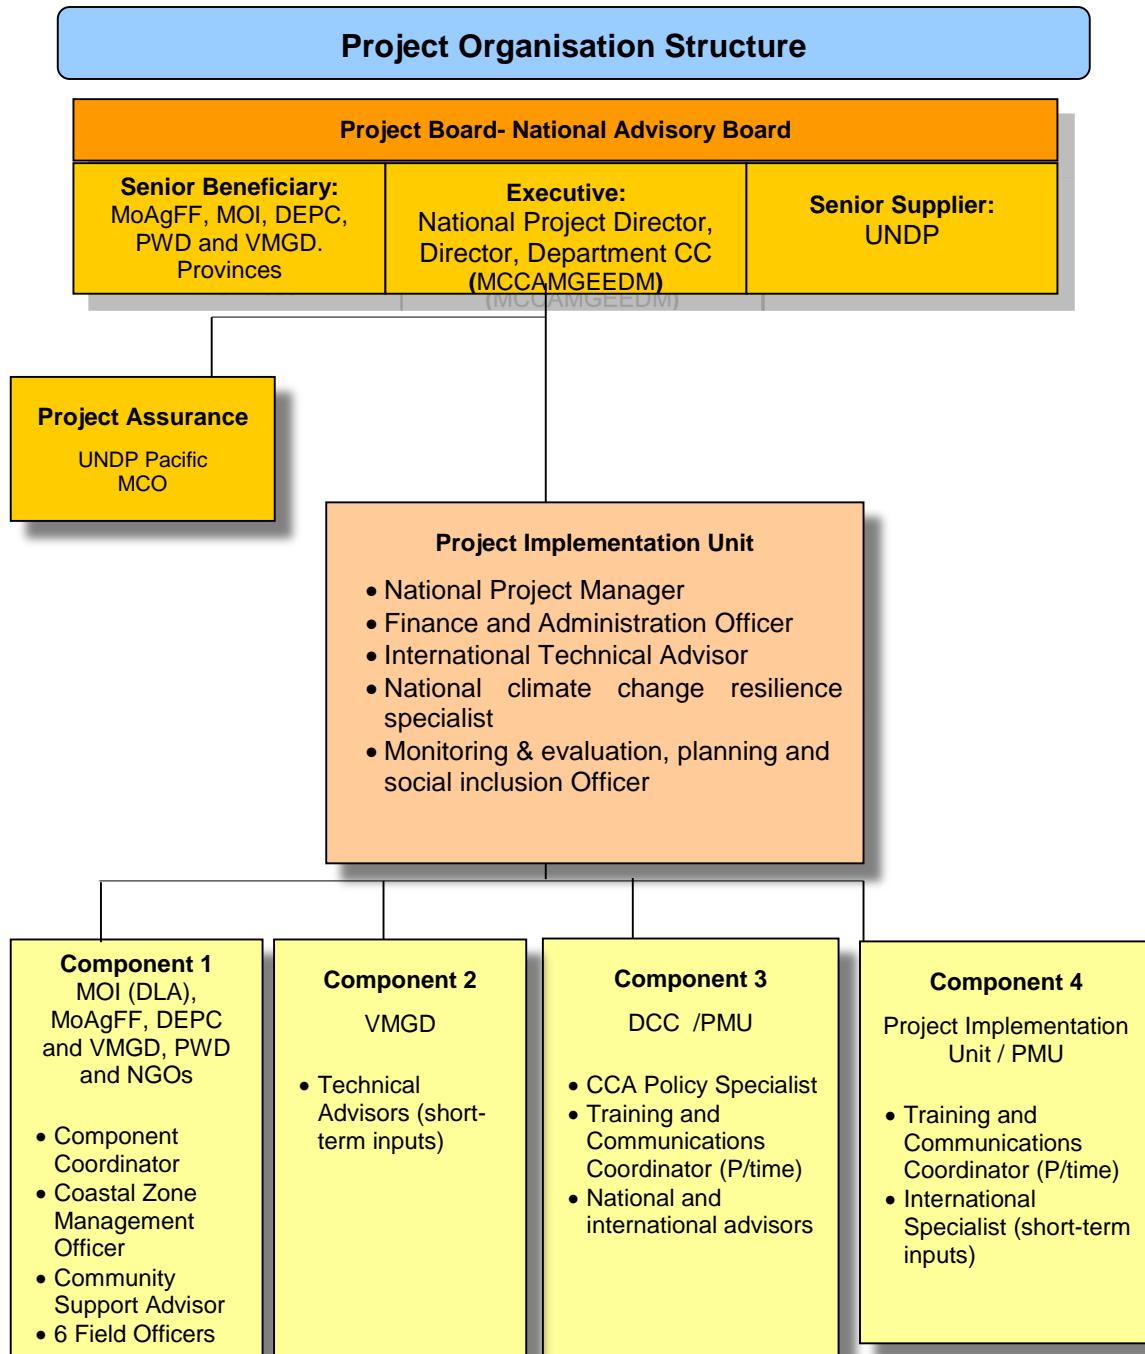 Project Organisation Structure
Project Board- National Advisory Board
Senior Beneficiary:
MoAgFF, MOI, DEPC,
PWD and VMGD.
Provinces
Executive:
National Project Director,
Director, Department CC
(MCCAMGEEDM)
(MCCAMGEEDM)
Senior Supplier:
UNDP
Project Assurance
UNDP Pacific
MCO
Project Implementation Unit
• National Project Manager
• Finance and Administration Officer
• International Technical Advisor
• National climate change resilience
specialist
• Monitoring & evaluation, planning and
social inclusion Officer
Component 1
MOI (DLA),
MoAgFF, DEPC
and VMGD, PWD
and NGOs
• Component
Coordinator
• Coastal Zone
Management
Officer
• Community
Support Advisor
• 6 Field Officers
Component 2
VMGD
• Technical
Advisors (short-
term inputs)
Component 3
DCC /PMU
• CCA Policy Specialist
• Training and
Communications
Coordinator (P/time)
• National and
international advisors
Component 4
Project Implementation
Unit / PMU
• Training and
Communications
Coordinator (P/time)
• International
Specialist (short-term
inputs)